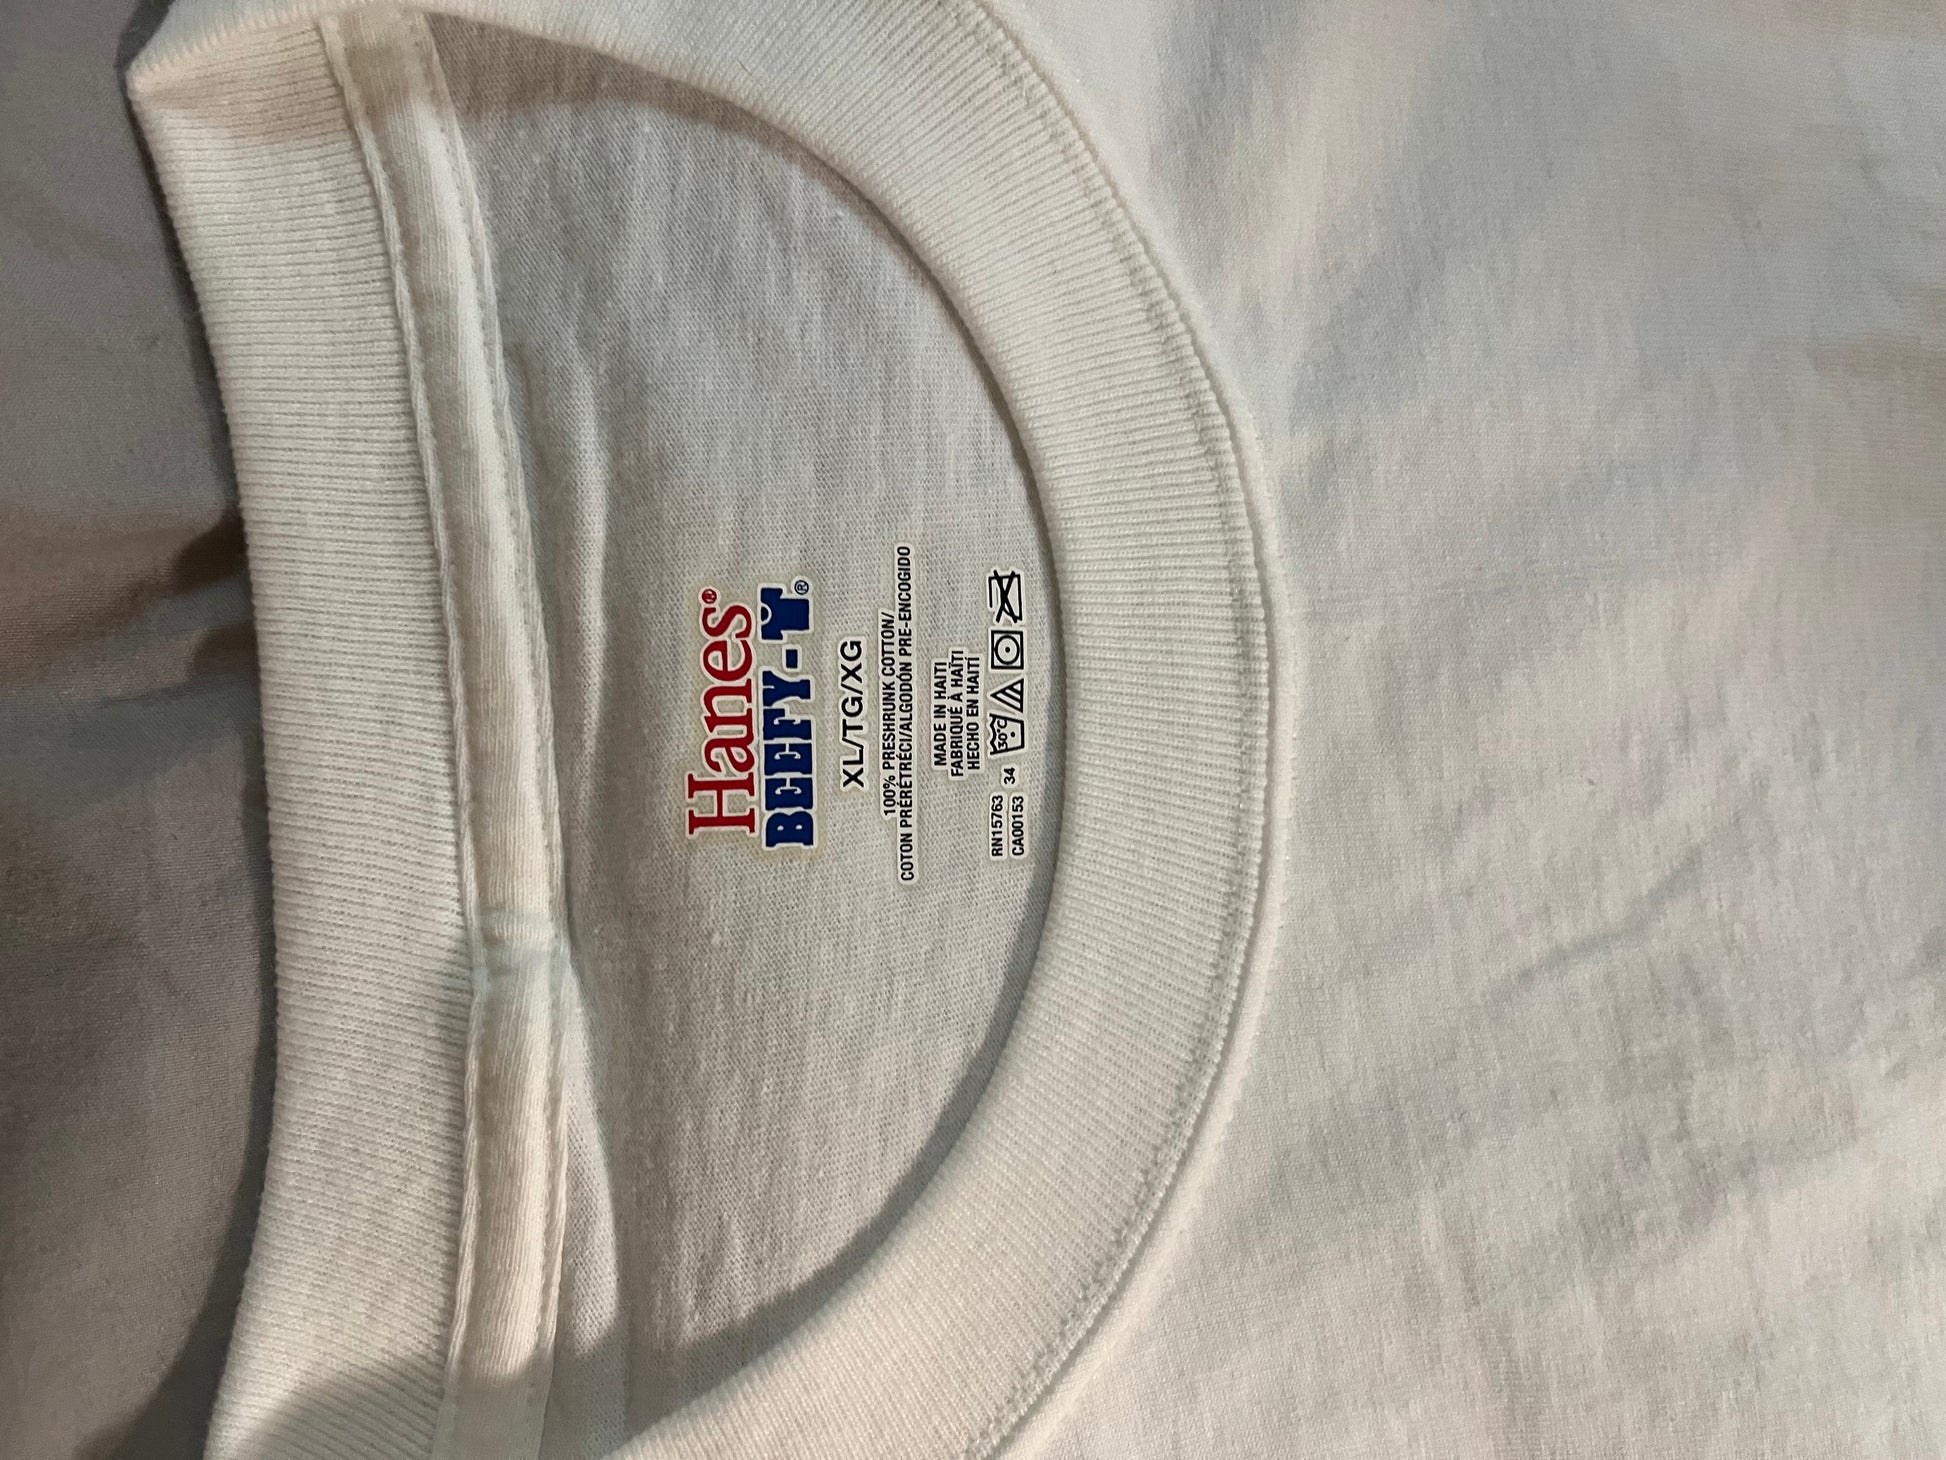 Hanes®
BEEFY-T®
XL/TG/XG
100% PRESHRUNK COTTON/
COTON PRÉRÉTRÉCI/ALGODÓN PRE-ENCOGIDO
MADE IN HAITI
FABRIQUÉ À HAÏTI
HECHO EN HAITÍ
RN15763
CA00153
34
30°C